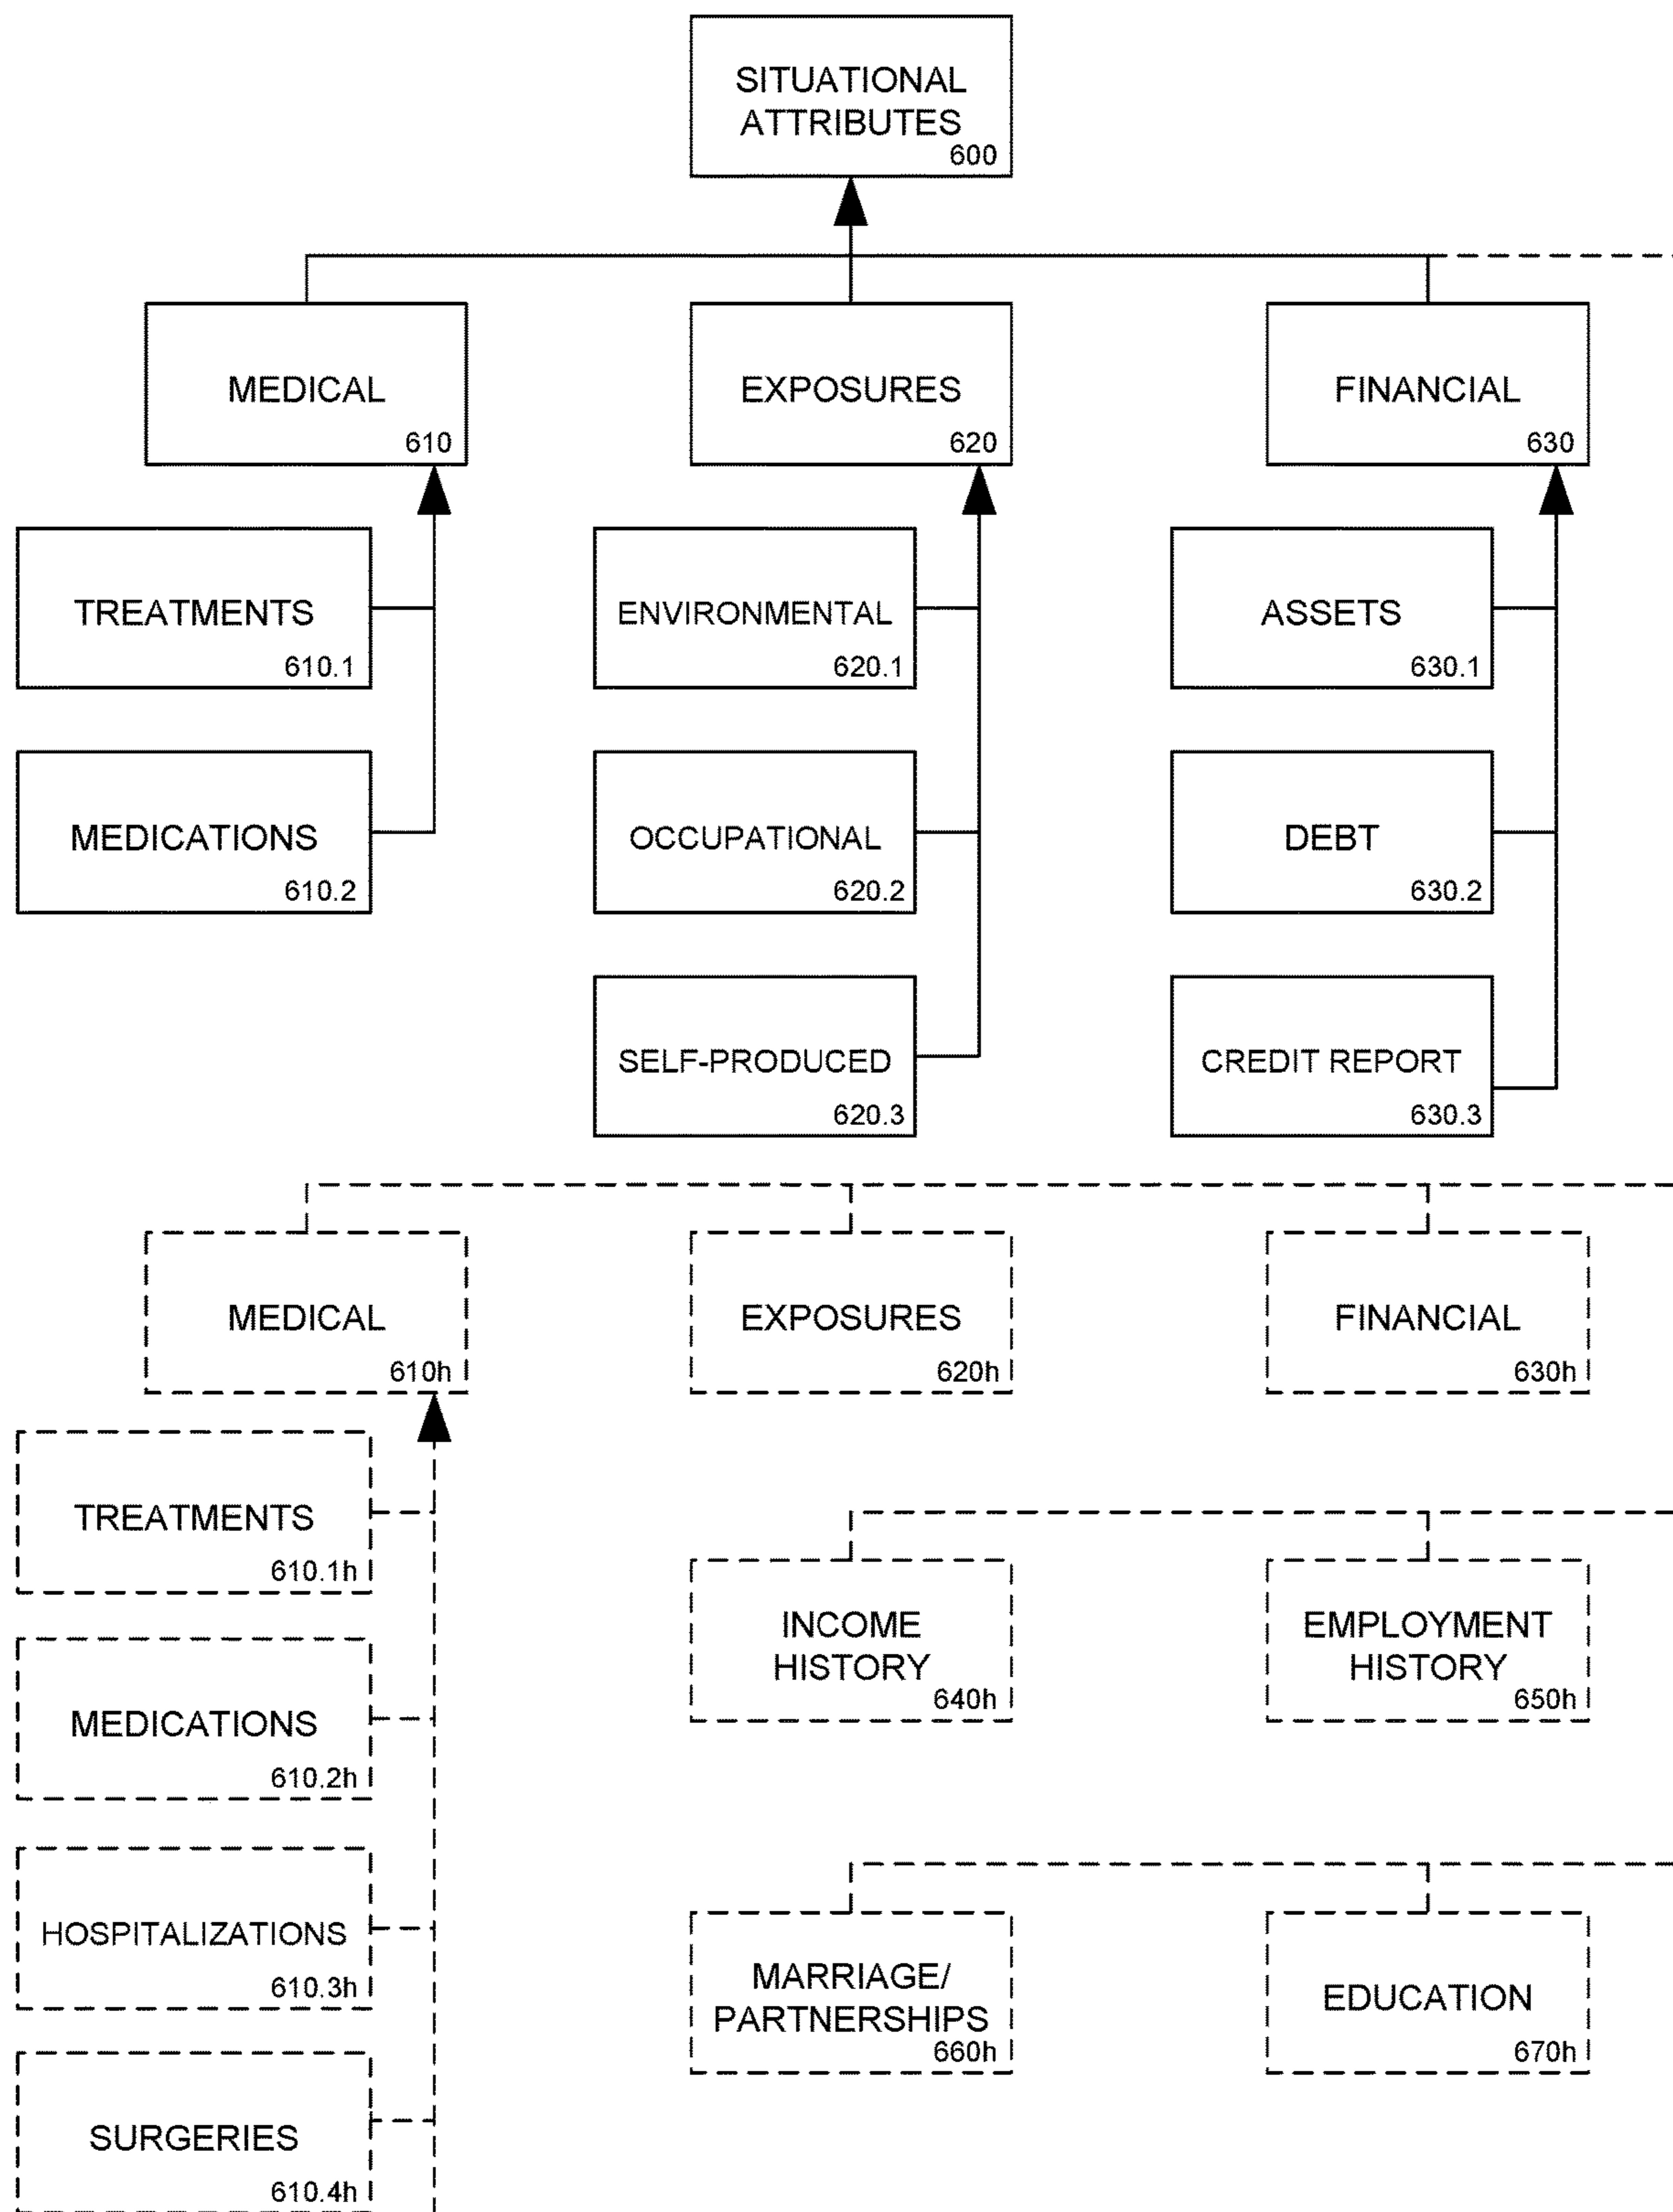 SITUATIONAL
ATTRIBUTES
600
MEDICAL
610
EXPOSURES
620
FINANCIAL
630
TREATMENTS
610.1
ENVIRONMENTAL
620.1
ASSETS
630.1
MEDICATIONS
610.2
OCCUPATIONAL
620.2
DEBT
630.2
SELF-PRODUCED
620.3
CREDIT REPORT
630.3
MEDICAL
610h
EXPOSURES
620h
FINANCIAL
630h
TREATMENTS
610.1h
MEDICATIONS
610.2h
HOSPITALIZATIONS
610.3h
SURGERIES
610.4h
INCOME
HISTORY
640h
EMPLOYMENT
HISTORY
650h
MARRIAGE/
PARTNERSHIPS
660h
EDUCATION
670h